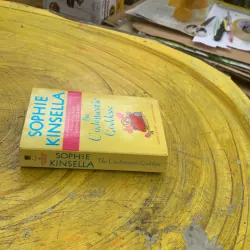 SOPHIE
KINSELLA
The
Undomestic
Goddess
SOPHIE
KINSELLA
The Undomestic Goddess